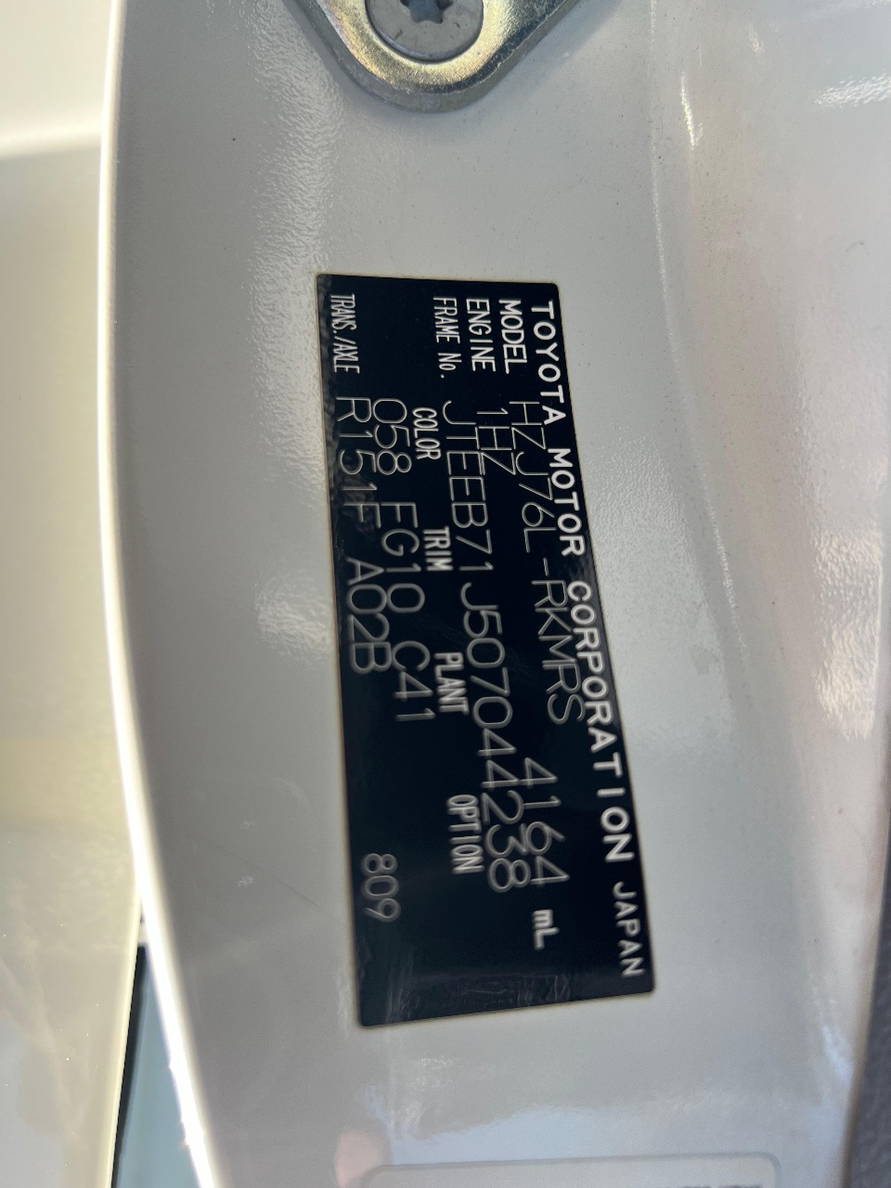 TOYOTA MOTOR CORPORATION JAPAN
MODEL HZJ76L-RKMRS
ENGINE 1HZ 4164 mL
FRAME No. JTEEB71J507044238
COLOR TRIM PLANT OPTION
058 FG10 C41
TRANS./AXLE R151F A02B 809